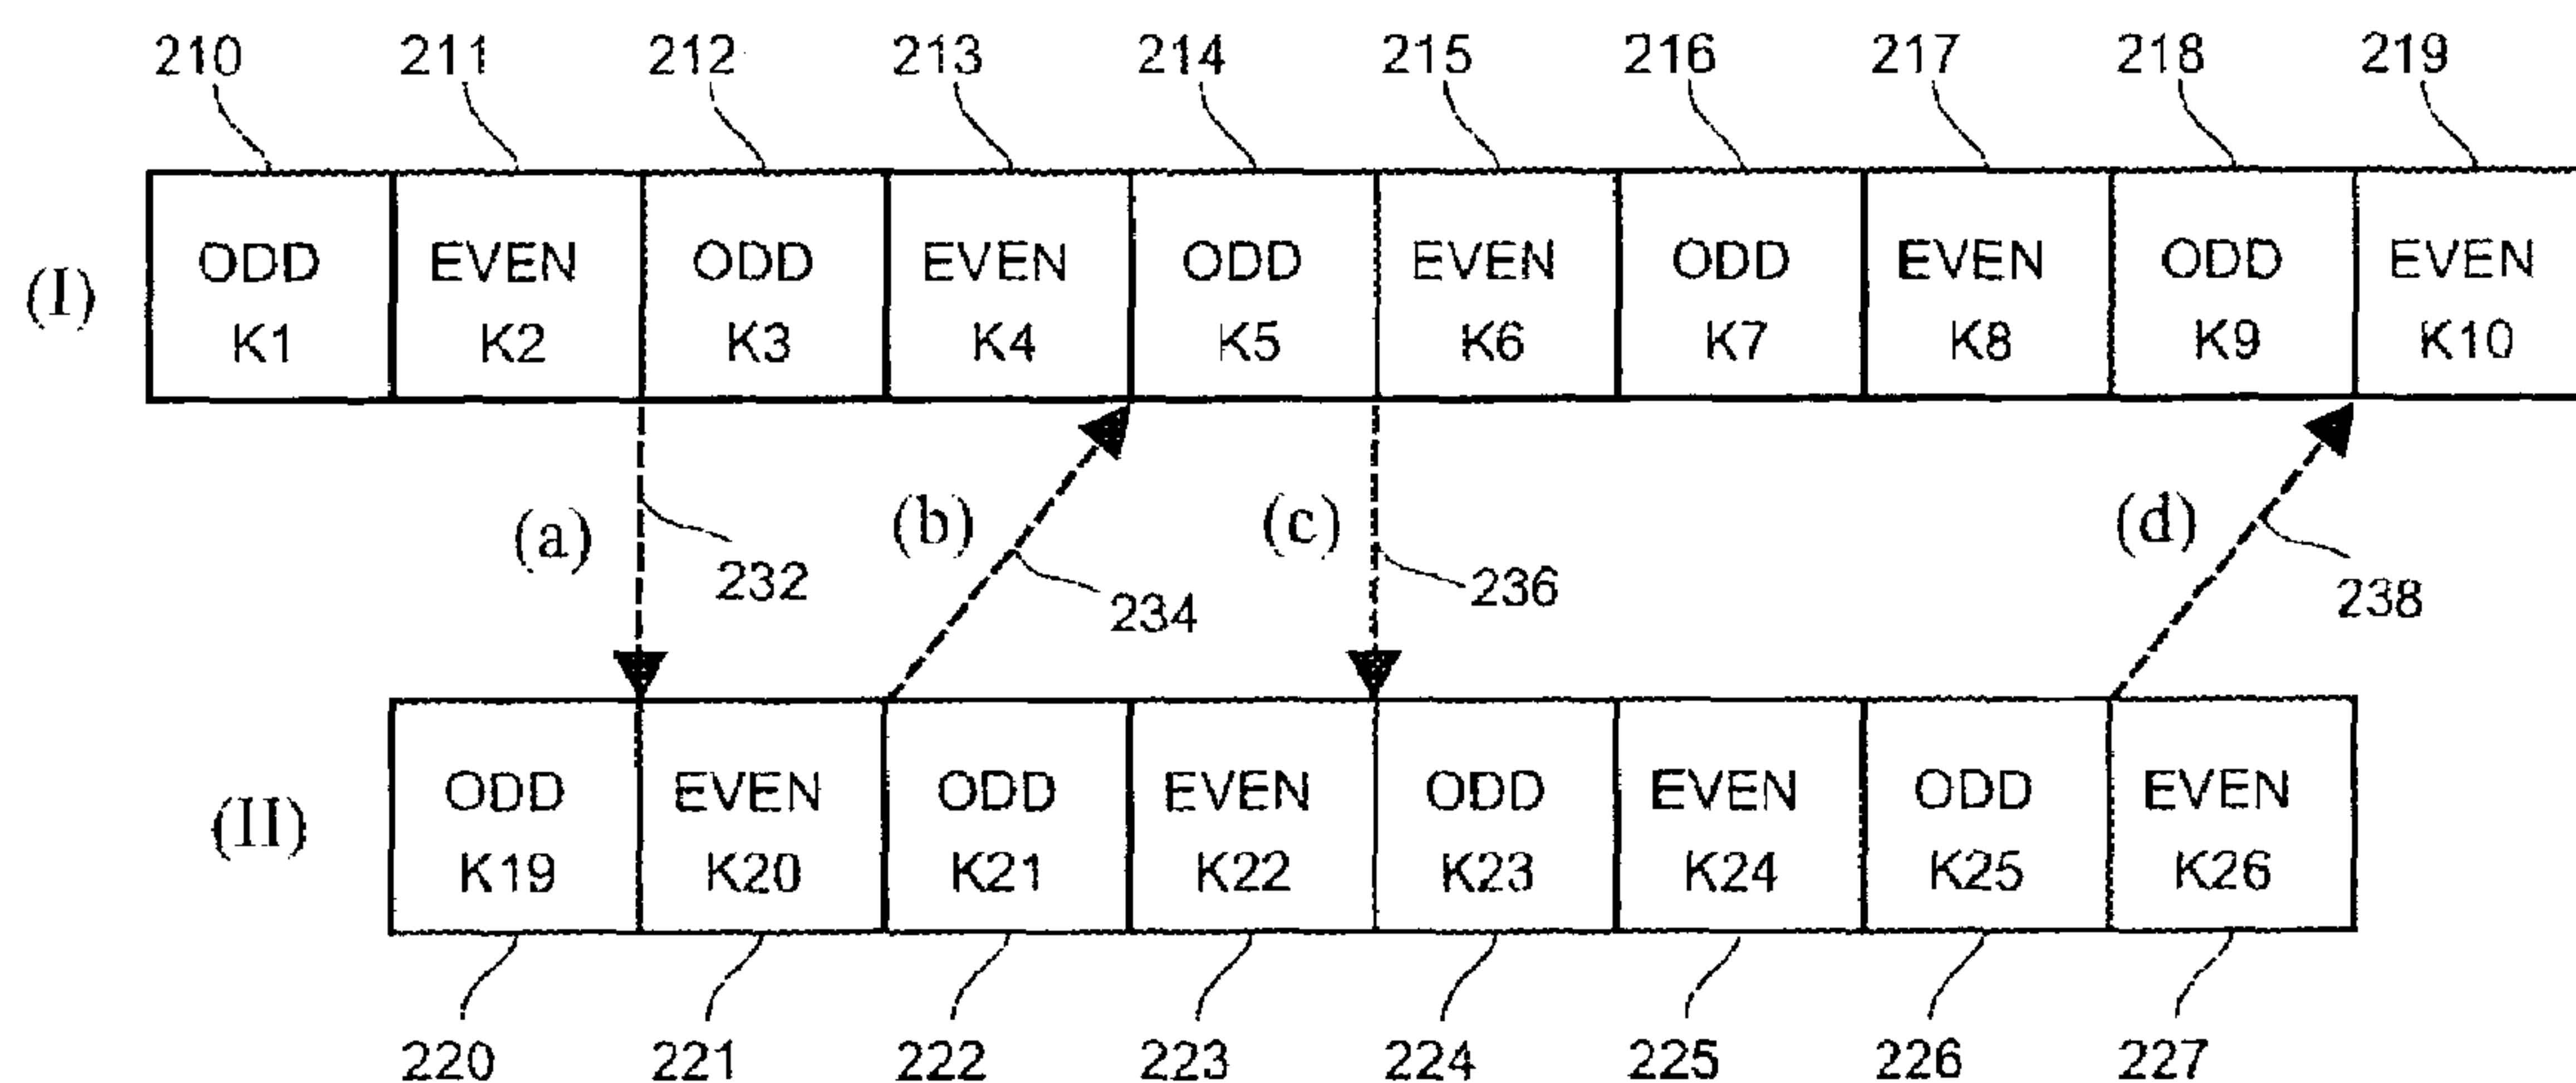 210 211 212 213 214 215 216 217 218 219
(I) ODD EVEN ODD EVEN ODD EVEN ODD EVEN ODD EVEN
K1 K2 K3 K4 K5 K6 K7 K8 K9 K10
(a) (b) (c) (d)
232 234 236 238
(II) ODD EVEN ODD EVEN ODD EVEN ODD EVEN
K19 K20 K21 K22 K23 K24 K25 K26
220 221 222 223 224 225 226 227